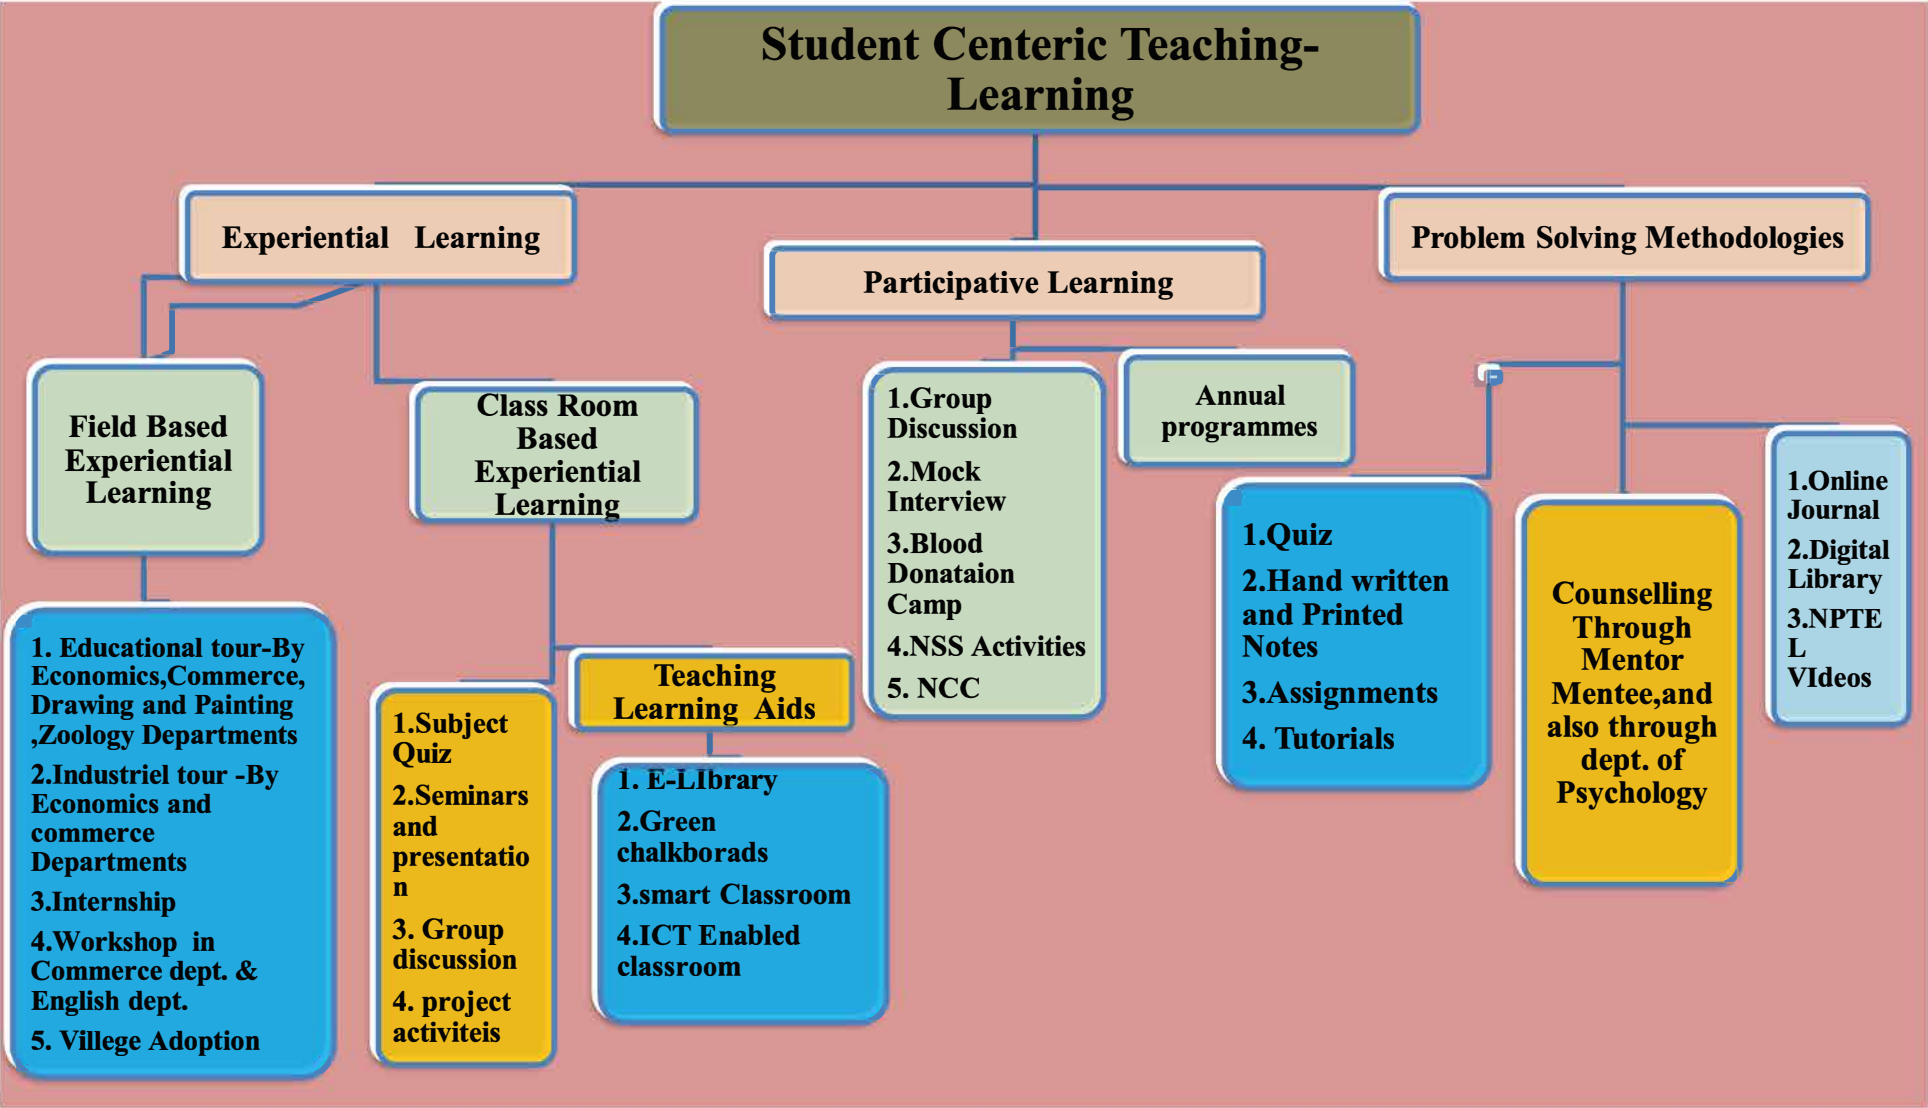 Student Centeric Teaching-
Learning
Experiential Learning
Participative Learning
Problem Solving Methodologies
Field Based
Experiential
Learning
Class Room
Based
Experiential
Learning
1. Educational tour-By
Economics,Commerce,
Drawing and Painting
,Zoology Departments
2.Industriel tour -By
Economics and
commerce
Departments
3.Internship
4.Workshop in
Commerce dept. &
English dept.
5. Villege Adoption
1.Subject
Quiz
2.Seminars
and
presentatio
n
3. Group
discussion
4. project
activiteis
Teaching
Learning Aids
1. E-LIbrary
2.Green
chalkborads
3.smart Classroom
4.ICT Enabled
classroom
1.Group
Discussion
2.Mock
Interview
3.Blood
Donataion
Camp
4.NSS Activities
5. NCC
Annual
programmes
1.Quiz
2.Hand written
and Printed
Notes
3.Assignments
4. Tutorials
Counselling
Through
Mentor
Mentee,and
also through
dept. of
Psychology
1.Online
Journal
2.Digital
Library
3.NPTE
L
VIdeos